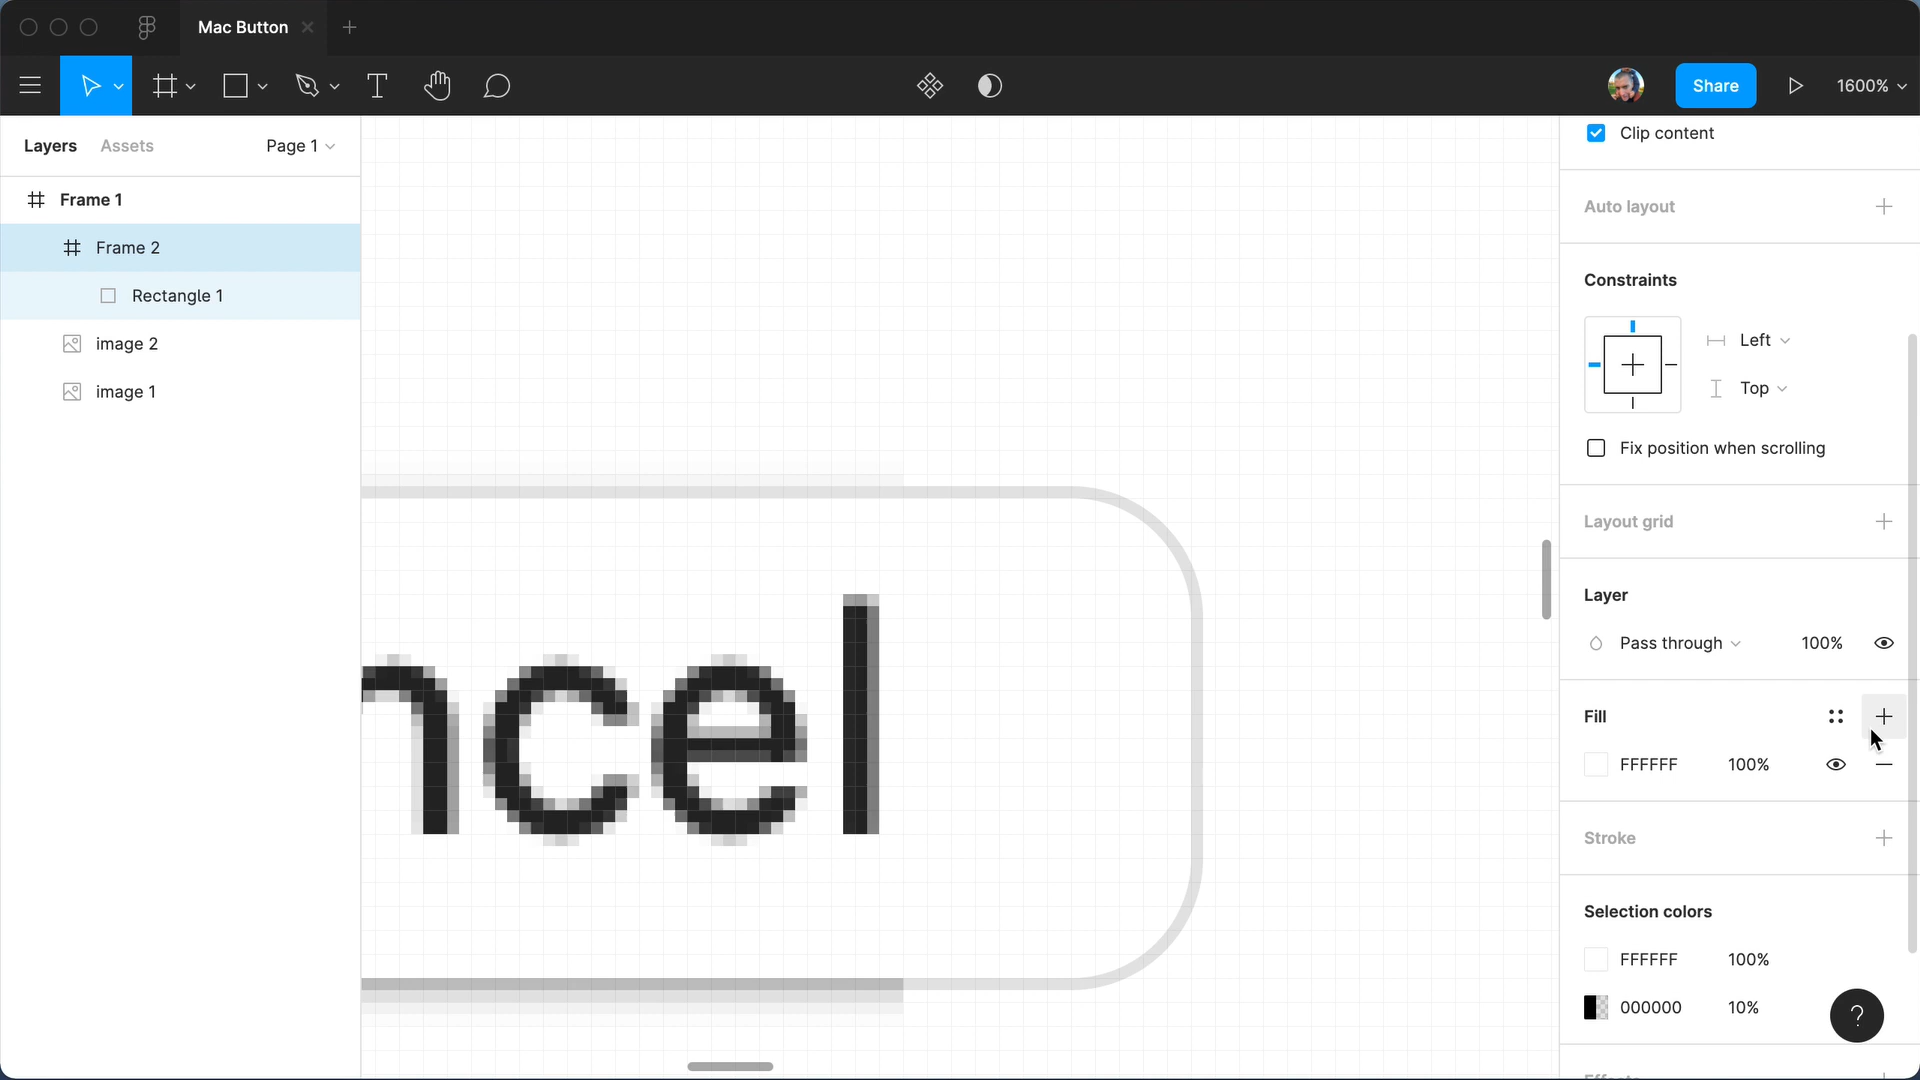 Mac Button
Share
1600%
Layers Assets Page 1
Frame 1
Frame 2
Rectangle 1
image 2
image 1
ncel
Clip content
Auto layout
Constraints
Left
Top
Fix position when scrolling
Layout grid
Layer
Pass through 100%
Fill
FFFFFF 100%
Stroke
Selection colors
FFFFFF 100%
000000 10%
?
Effects